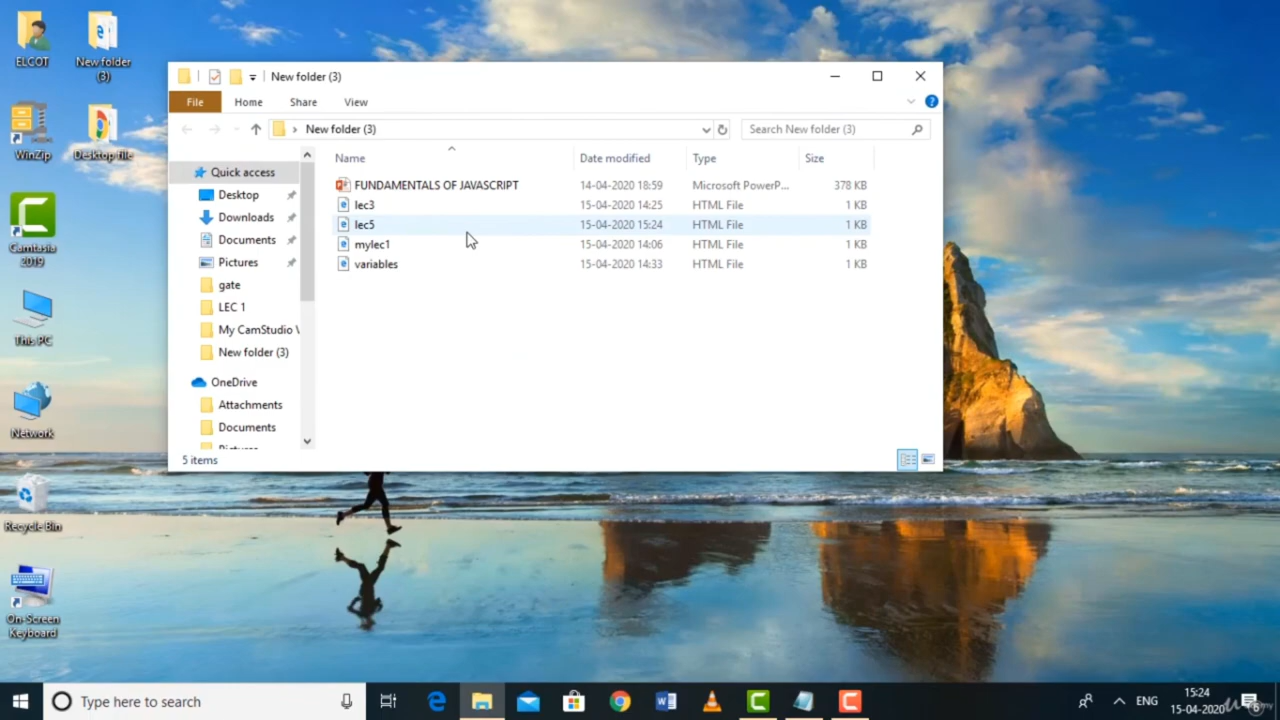 ELCOT
New folder (3)
WinZip
Desktop file
Camtasia 2019
This PC
Network
Recycle Bin
On-Screen Keyboard
New folder (3)
File Home Share View
New folder (3)
Search New folder (3)
Name Date modified Type Size
FUNDAMENTALS OF JAVASCRIPT 14-04-2020 18:59 Microsoft PowerP... 378 KB
lec3 15-04-2020 14:25 HTML File 1 KB
lec5 15-04-2020 15:24 HTML File 1 KB
mylec1 15-04-2020 14:06 HTML File 1 KB
variables 15-04-2020 14:33 HTML File 1 KB
Quick access
Desktop
Downloads
Documents
Pictures
gate
LEC 1
My CamStudio
New folder (3)
OneDrive
Attachments
Documents
Pictures
5 items
Type here to search
ENG
15:24
15-04-2020